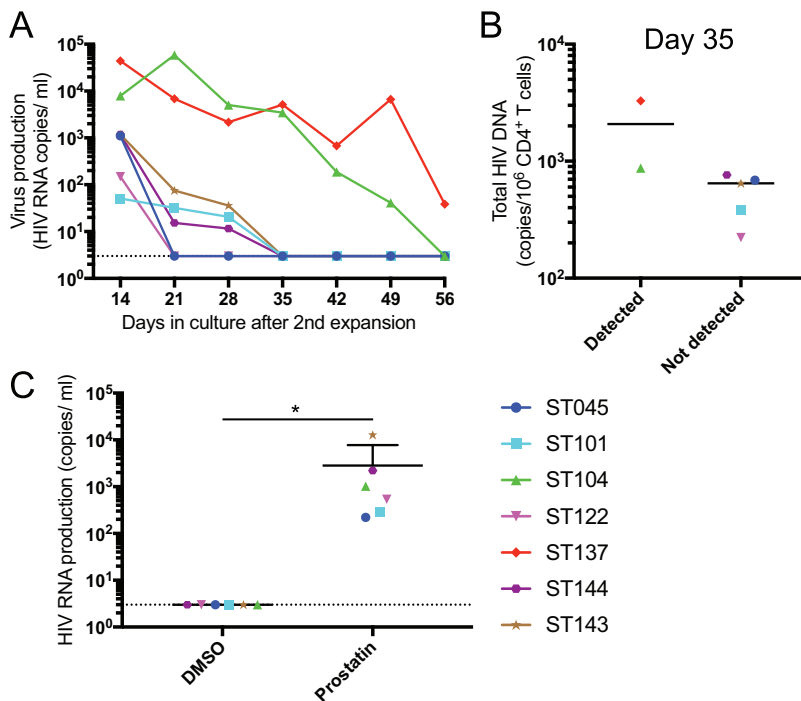 A
Virus production
(HIV RNA copies/ ml)
10⁵
10⁴
10³
10²
10¹
10⁰
14 21 28 35 42 49 56
Days in culture after 2nd expansion
B
Day 35
Total HIV DNA
(copies/10⁶ CD4⁺ T cells)
10⁴
10³
10²
Detected
Not detected
C
HIV RNA production (copies/ ml)
10⁵
10⁴
10³
10²
10¹
10⁰
*
DMSO
Prostatin
ST045
ST101
ST104
ST122
ST137
ST144
ST143